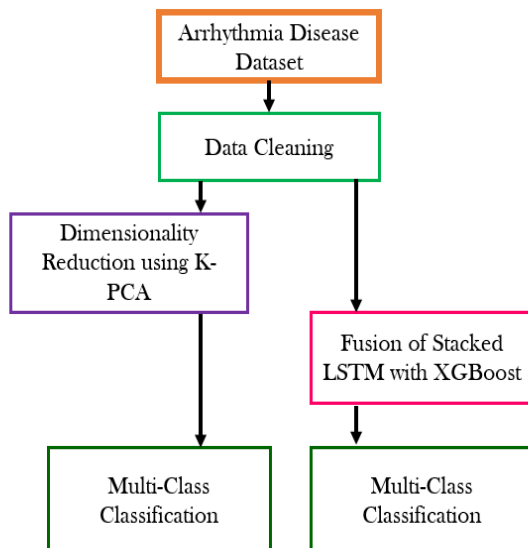 Arrhythmia Disease
Dataset
Data Cleaning
Dimensionality
Reduction using K-
PCA
Fusion of Stacked
LSTM with XGBoost
Multi-Class
Classification
Multi-Class
Classification